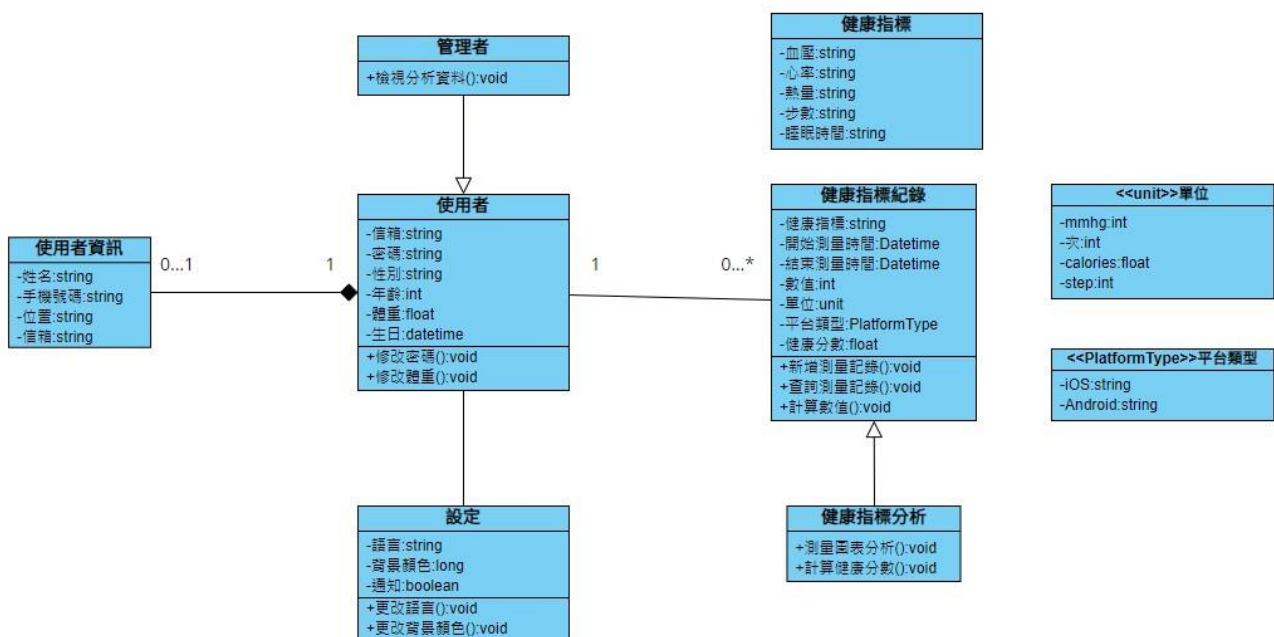 管理者
+檢視分析資料():void
健康指標
-血壓:string
-心率:string
-熱量:string
-步數:string
-睡眠時間:string
使用者
-信箱:string
-密碼:string
-性別:string
-年齡:int
-體重:float
-生日:datetime
+修改密碼():void
+修改體重():void
使用者資訊
-姓名:string
-手機號碼:string
-位置:string
-信箱:string
0...1
1
1
0...*
健康指標紀錄
-健康指標:string
-開始測量時間:Datetime
-結束測量時間:Datetime
-數值:int
-單位:unit
-平台類型:PlatformType
-健康分數:float
+新增測量記錄():void
+查詢測量記錄():void
+計算數值():void
<<unit>>單位
-mmhg:int
-次:int
-calories:float
-step:int
<<PlatformType>>平台類型
-iOS:string
-Android:string
設定
-語言:string
-背景顏色:long
-通知:boolean
+更改語言():void
+更改背景顏色():void
健康指標分析
+測量圖表分析():void
+計算健康分數():void